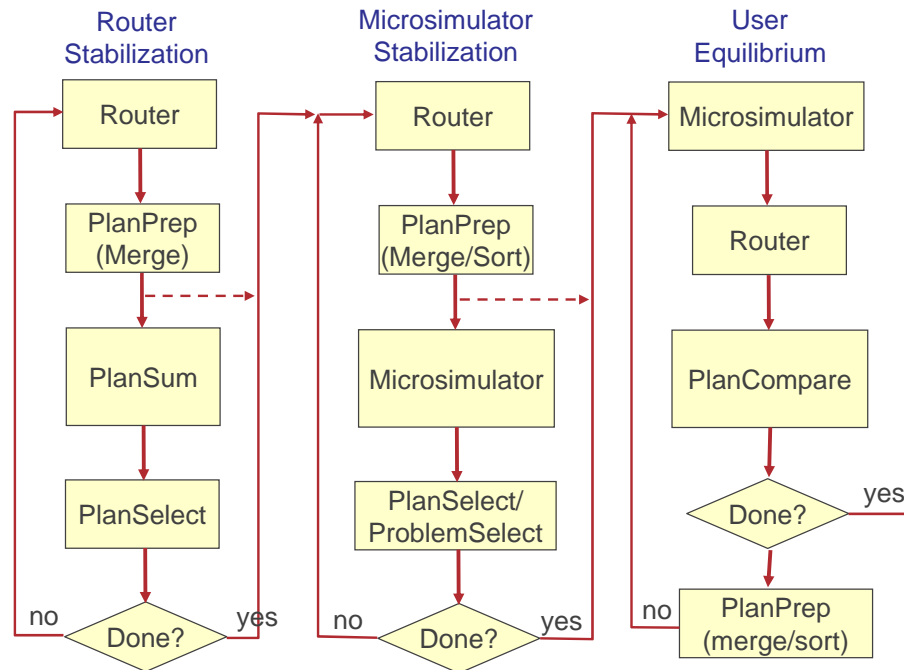 Router
Stabilization
Router
PlanPrep
(Merge)
PlanSum
PlanSelect
Done?
no
yes
Microsimulator
Stabilization
Router
PlanPrep
(Merge/Sort)
Microsimulator
PlanSelect/
ProblemSelect
Done?
no
yes
User
Equilibrium
Microsimulator
Router
PlanCompare
Done?
yes
no
PlanPrep
(merge/sort)